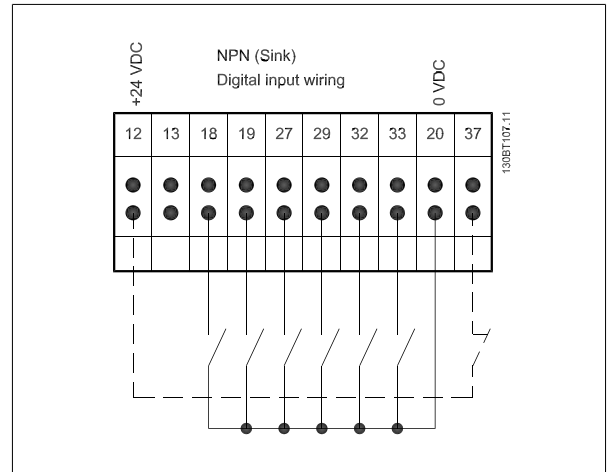 NPN (Sink)
Digital input wiring
+24 VDC
0 VDC
12 13 18 19 27 29 32 33 20 37
130BT107.11